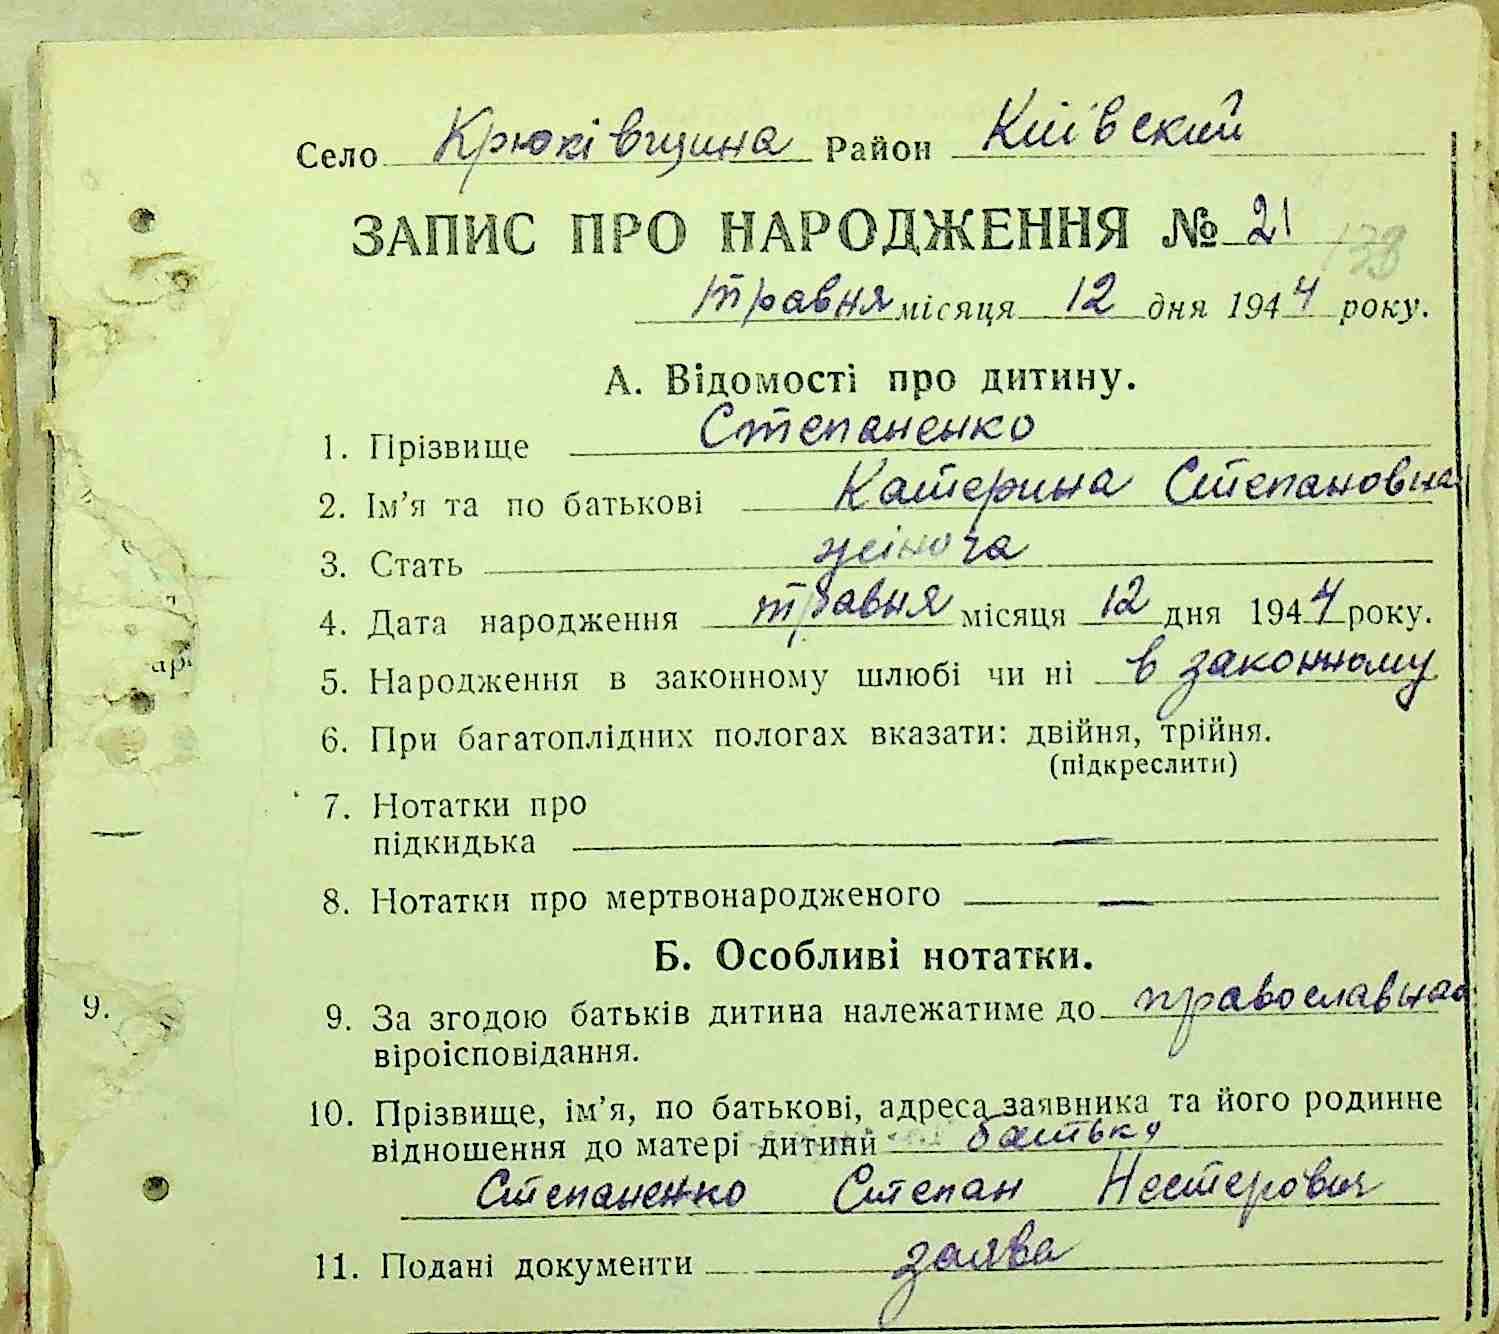 Село Крюківщина Район Київский
ЗАПИС ПРО НАРОДЖЕННЯ № 21
138
травня місяця 12 дня 1944 року.
А. Відомості про дитину.
1. Прізвище Степаненко
2. Ім’я та по батькові Катерина Степановна
3. Стать жіноча
4. Дата народження травня місяця 12 дня 1944 року.
5. Народження в законному шлюбі чи ні в законному
6. При багатоплідних пологах вказати: двійня, трійня.
(підкреслити)
7. Нотатки про
підкидька —
8. Нотатки про мертвонародженого —
Б. Особливі нотатки.
9.
9. За згодою батьків дитина належатиме до православная
віроісповідання.
10. Прізвище, ім’я, по батькові, адреса заявника та його родинне
відношення до матері дитини батько
Степаненко Степан Нестерович
11. Подані документи заява